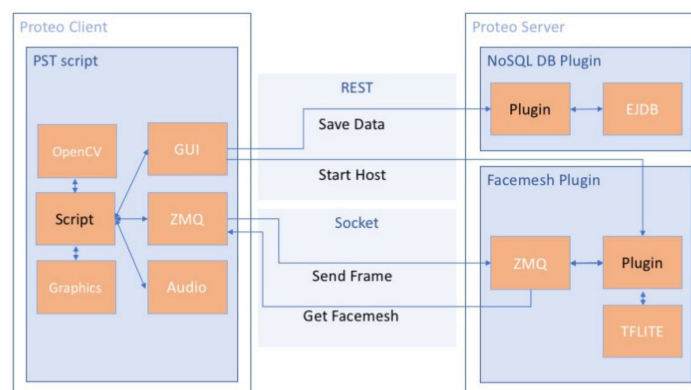 Proteo Client
PST script
OpenCV
GUI
Script
ZMQ
Graphics
Audio
REST
Save Data
Start Host
Socket
Send Frame
Get Facemesh
Proteo Server
NoSQL DB Plugin
Plugin
EJDB
Facemesh Plugin
ZMQ
Plugin
TFLITE